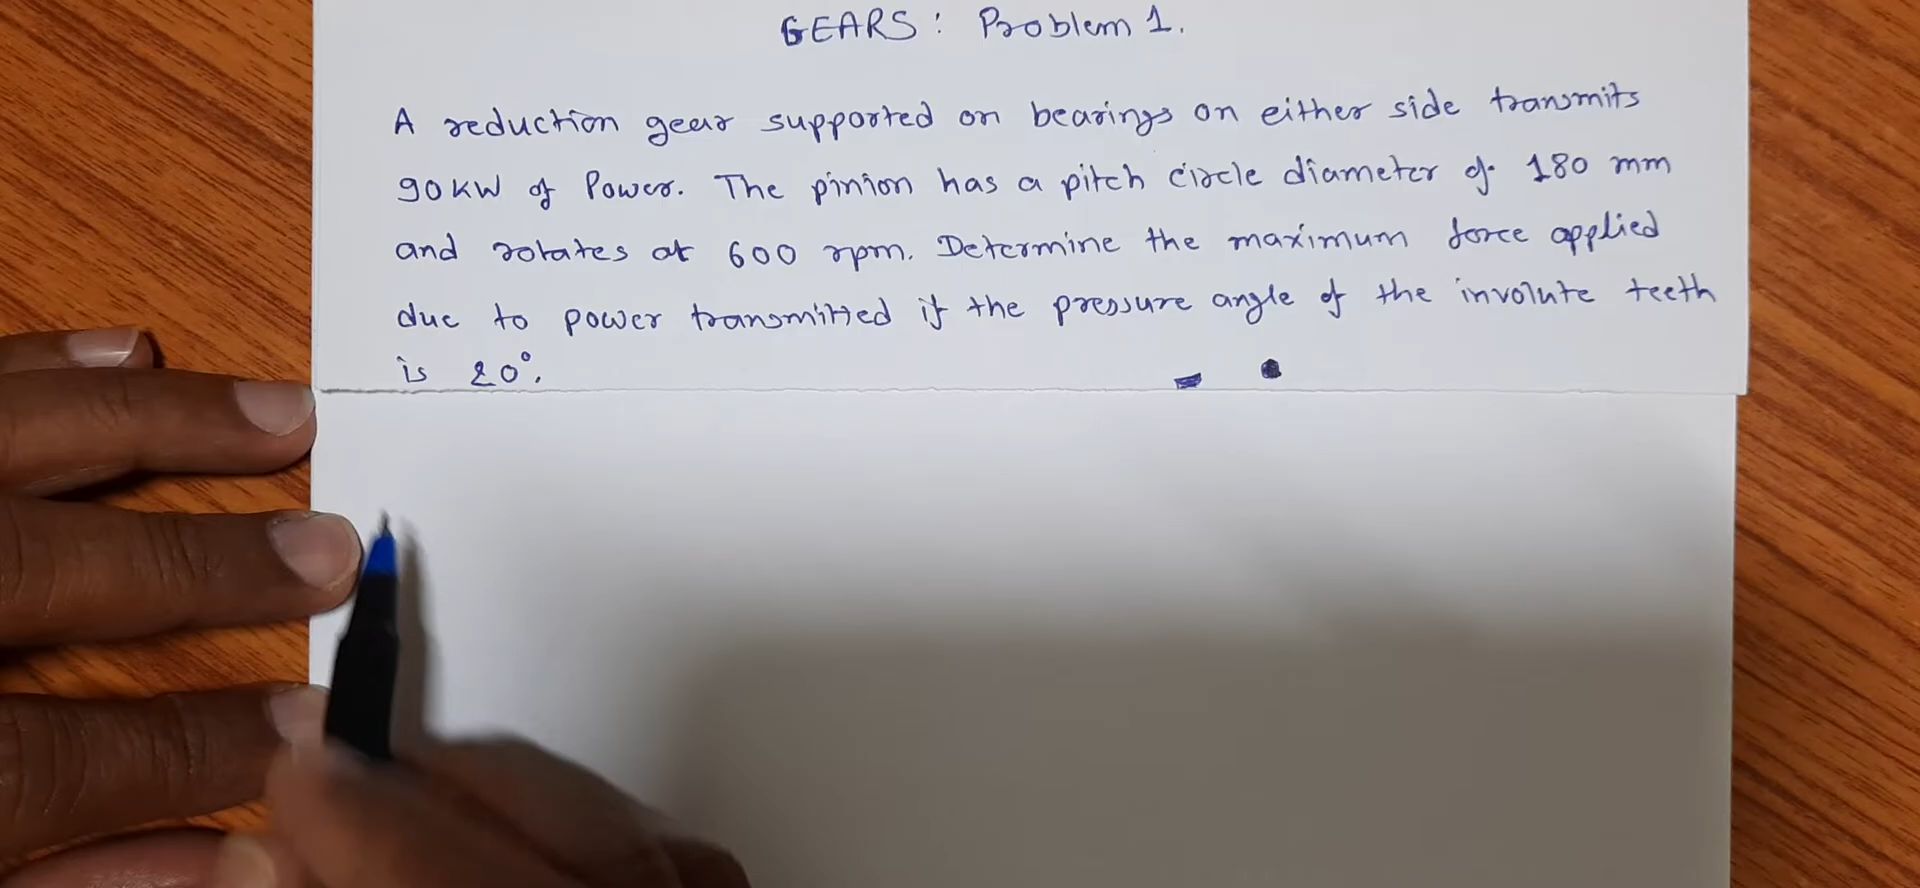 GEARS: Problem 1.
A reduction gear supported on bearings on either side transmits
90KW of Power. The pinion has a pitch circle diameter of 180 mm
and rotates at 600 rpm. Determine the maximum force applied
due to power transmitted if the pressure angle of the involute teeth
is 20°.